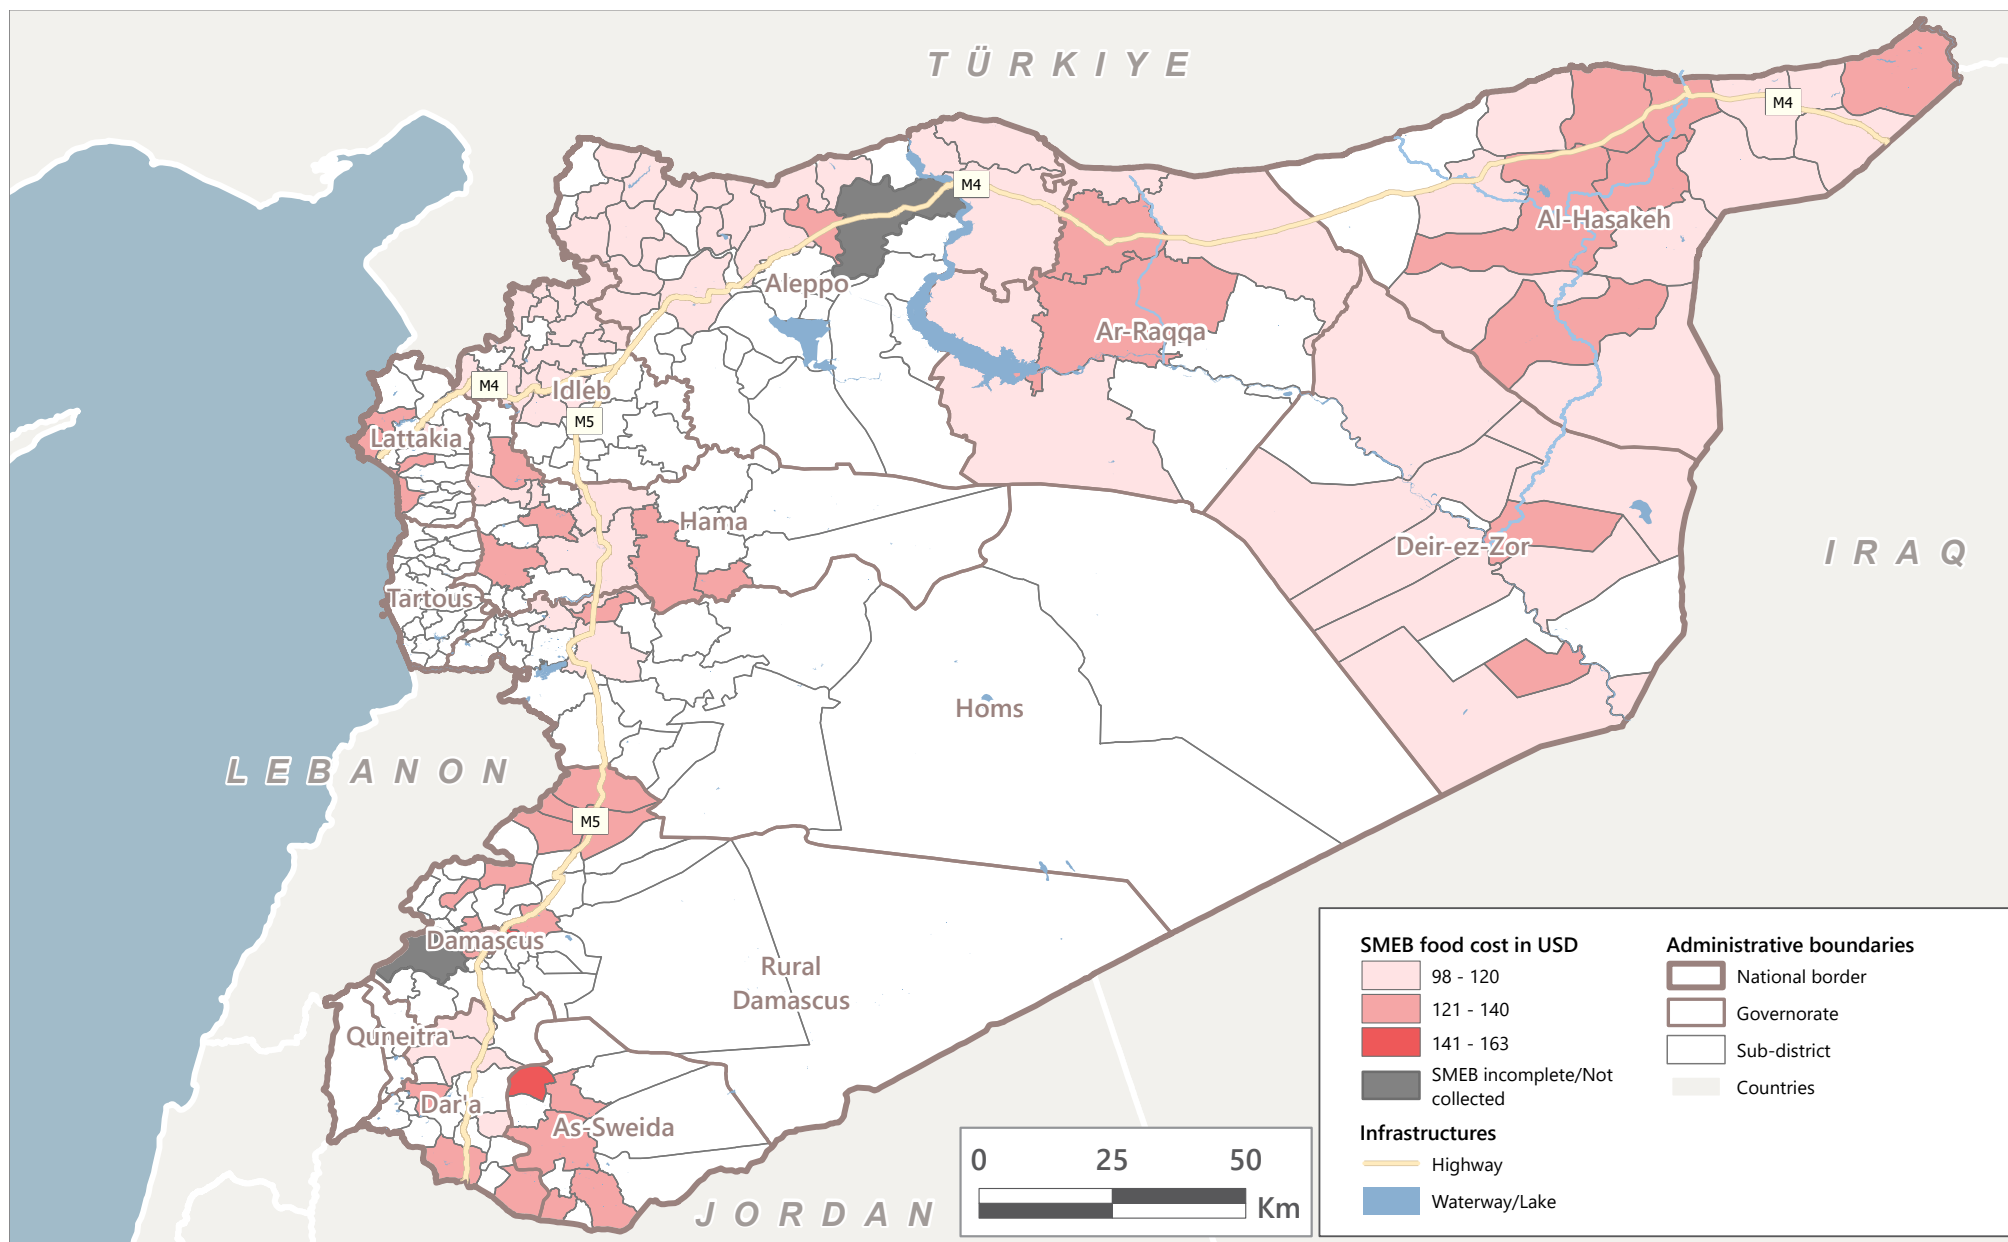 TÜRKIYE
M4
M4
Al-Hasakeh
Aleppo
Ar-Raqqa
M4
Idleb
M5
Lattakia
Hama
Deir-ez-Zor
IRAQ
Tartous
Homs
LEBANON
M5
Damascus
Rural
Damascus
Quneitra
Dar'a
As-Sweida
JORDAN
0 25 50
Km
SMEB food cost in USD
98 - 120
121 - 140
141 - 163
SMEB incomplete/Not
collected
Infrastructures
Highway
Waterway/Lake
Administrative boundaries
National border
Governorate
Sub-district
Countries